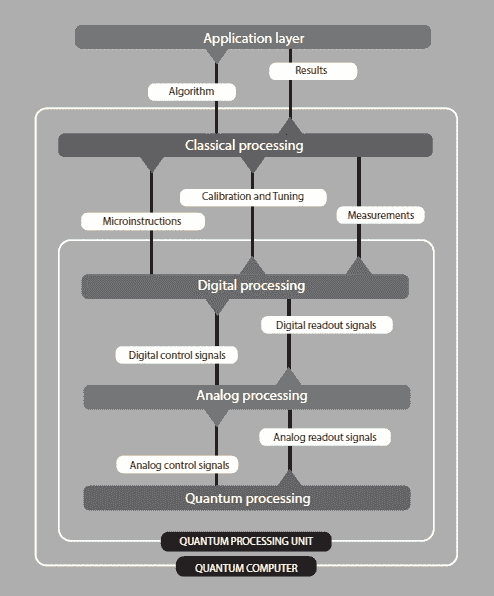 Application layer
Results
Algorithm
Classical processing
Calibration and Tuning
Microinstructions
Measurements
Digital processing
Digital readout signals
Digital control signals
Analog processing
Analog readout signals
Analog control signals
Quantum processing
QUANTUM PROCESSING UNIT
QUANTUM COMPUTER